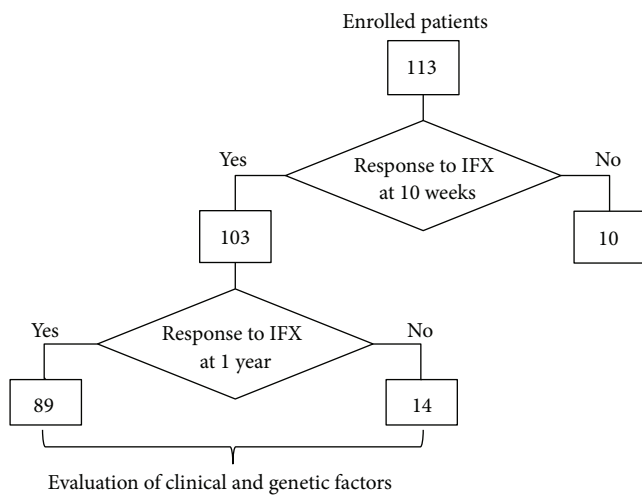 Enrolled patients
113
Yes
Response to IFX
at 10 weeks
No
103
10
Yes
Response to IFX
at 1 year
No
89
14
Evaluation of clinical and genetic factors